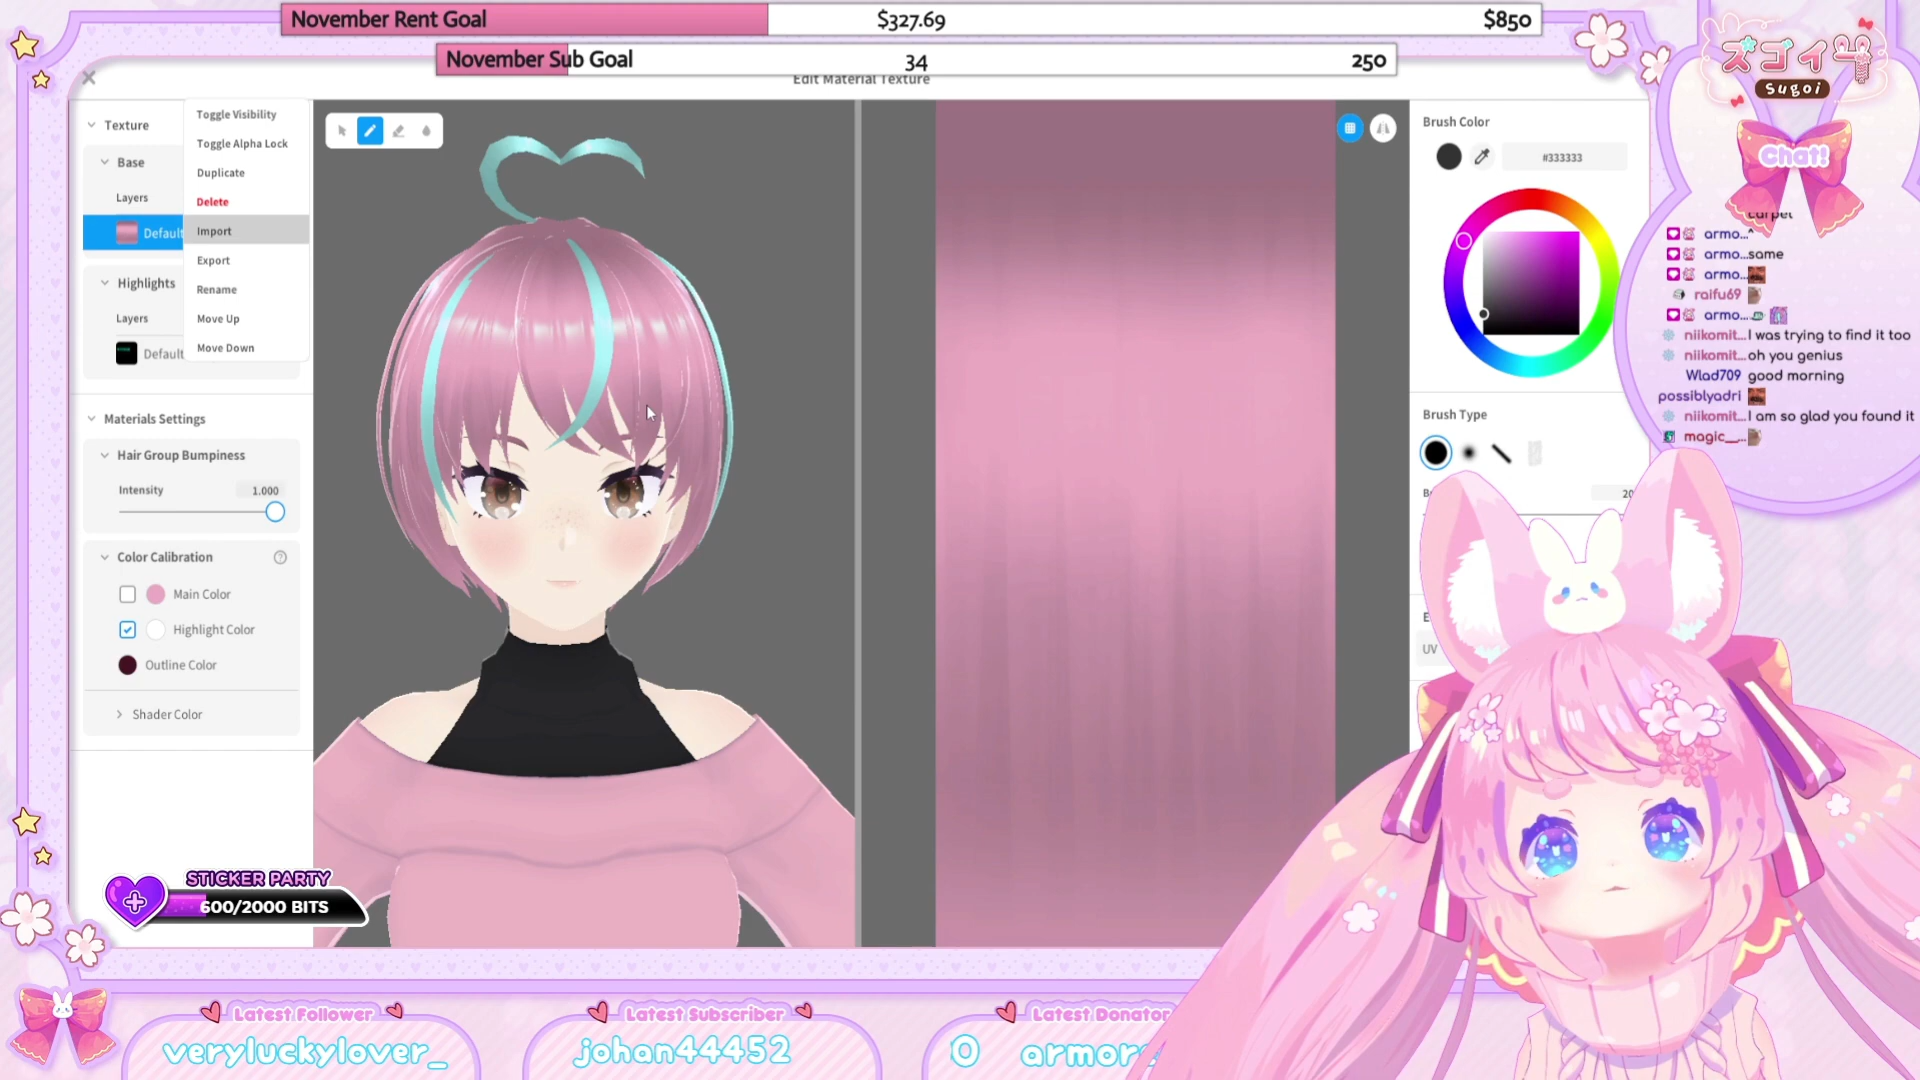 November Rent Goal
$327.69
$850
November Sub Goal
34
250
Edit Material Texture
Texture
Base
Layers
Default
Highlights
Layers
Default
Toggle Visibility
Toggle Alpha Lock
Duplicate
Delete
Import
Export
Rename
Move Up
Move Down
Materials Settings
Hair Group Bumpiness
Intensity
1.000
Color Calibration
?
Main Color
Highlight Color
Outline Color
Shader Color
STICKER PARTY
600/2000 BITS
Brush Color
#333333
Brush Type
UV
ズゴイ
Sugoi
Chat!
carpet
armo...^
armo...same
armo...
raifu69
armo...
niikomit...I was trying to find it too
niikomit...oh you genius
Wlad709 good morning
possiblyadri
niikomit...I am so glad you found it
magic__...
Latest Follower
veryluckylover_
Latest Subscriber
johan44452
Latest Donator